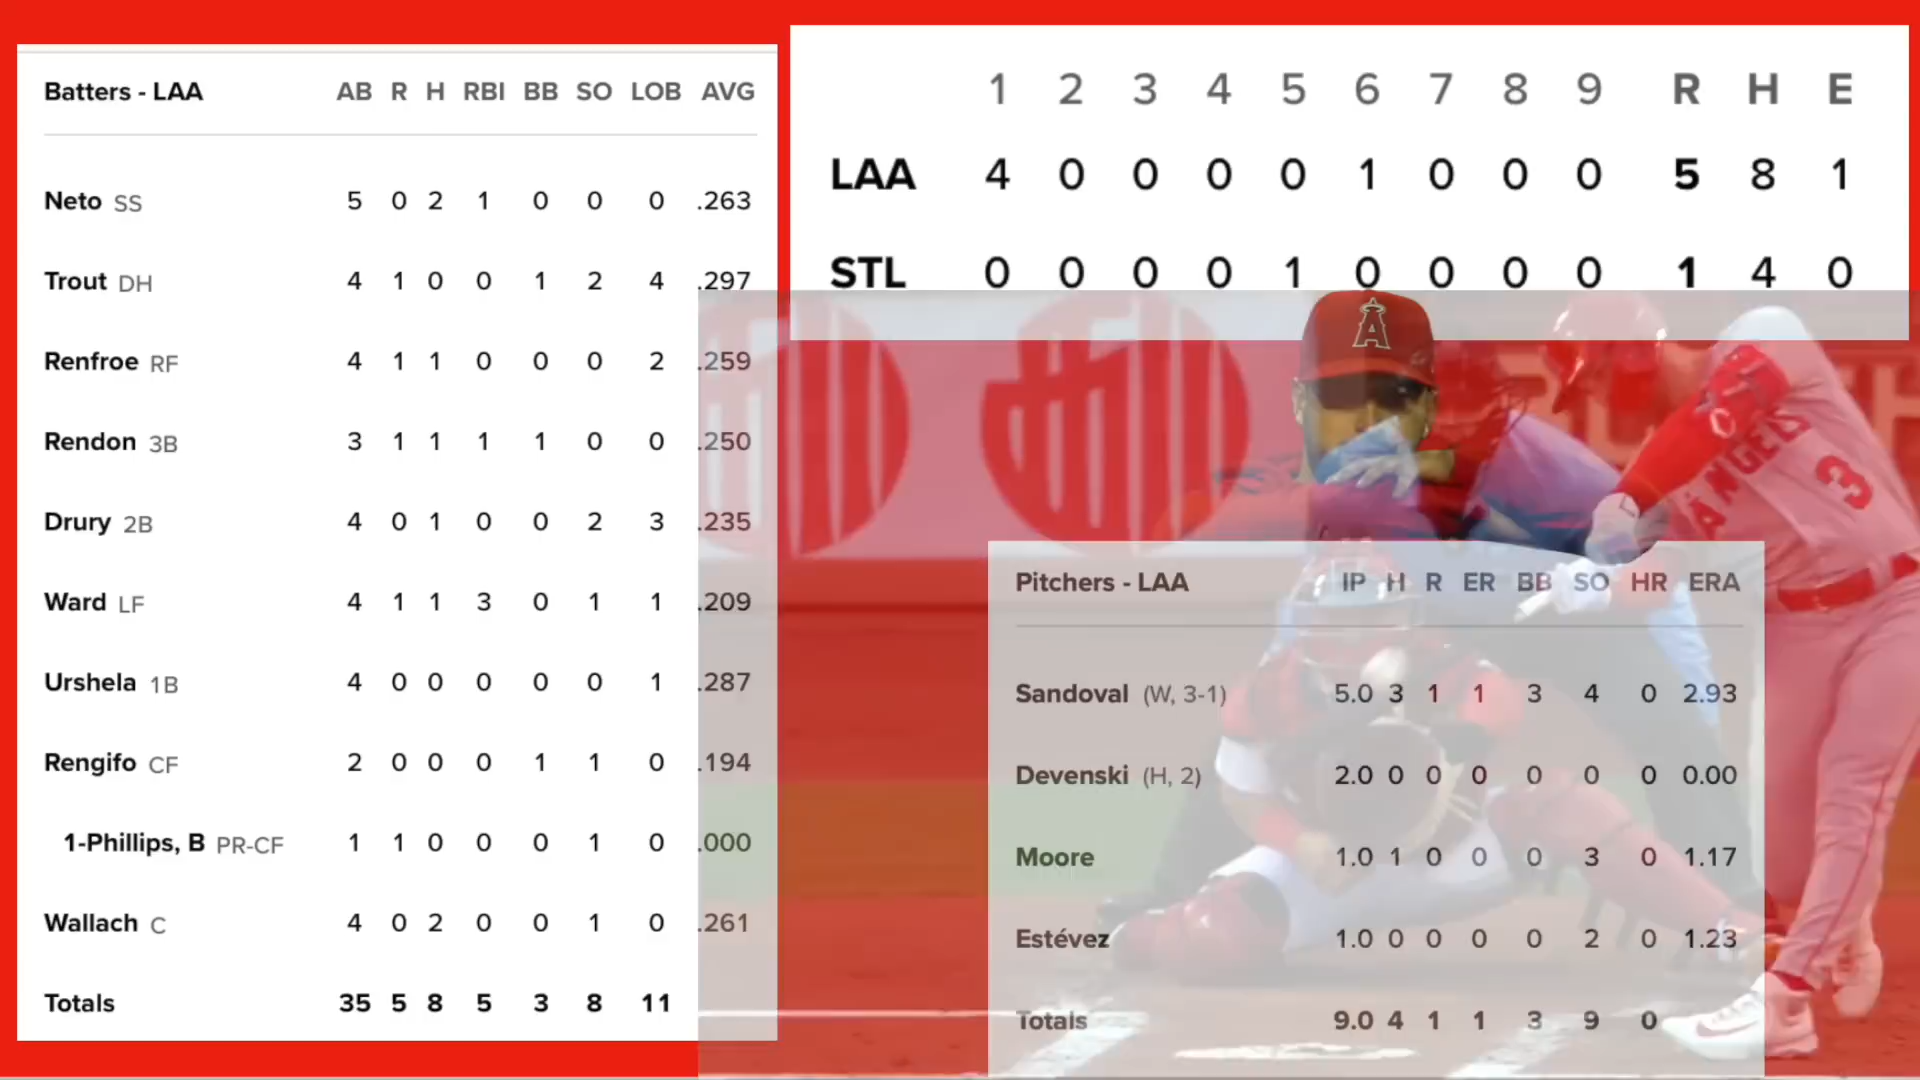 Batters - LAA AB R H RBI BB SO LOB AVG
Neto SS 5 0 2 1 0 0 0 .263
Trout DH 4 1 0 0 1 2 4 .297
Renfroe RF 4 1 1 0 0 0 2 .259
Rendon 3B 3 1 1 1 1 0 0 .250
Drury 2B 4 0 1 0 0 2 3 .235
Ward LF 4 1 1 3 0 1 1 .209
Urshela 1B 4 0 0 0 0 0 1 .287
Rengifo CF 2 0 0 0 1 1 0 .194
1-Phillips, B PR-CF 1 1 0 0 0 1 0 .000
Wallach C 4 0 2 0 0 1 0 .261
Totals 35 5 8 5 3 8 11
1 2 3 4 5 6 7 8 9 R H E
LAA 4 0 0 0 0 1 0 0 0 5 8 1
STL 0 0 0 0 1 0 0 0 0 1 4 0
A
ANGELS
3
Pitchers - LAA IP H R ER BB SO HR ERA
Sandoval (W, 3-1) 5.0 3 1 1 3 4 0 2.93
Devenski (H, 2) 2.0 0 0 0 0 0 0 0.00
Moore 1.0 1 0 0 0 3 0 1.17
Estévez 1.0 0 0 0 0 2 0 1.23
Totals 9.0 4 1 1 3 9 0